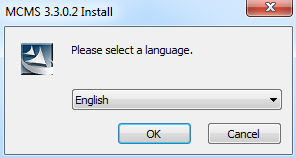 MCMS 3.3.0.2 Install
Please select a language.
English
OK
Cancel